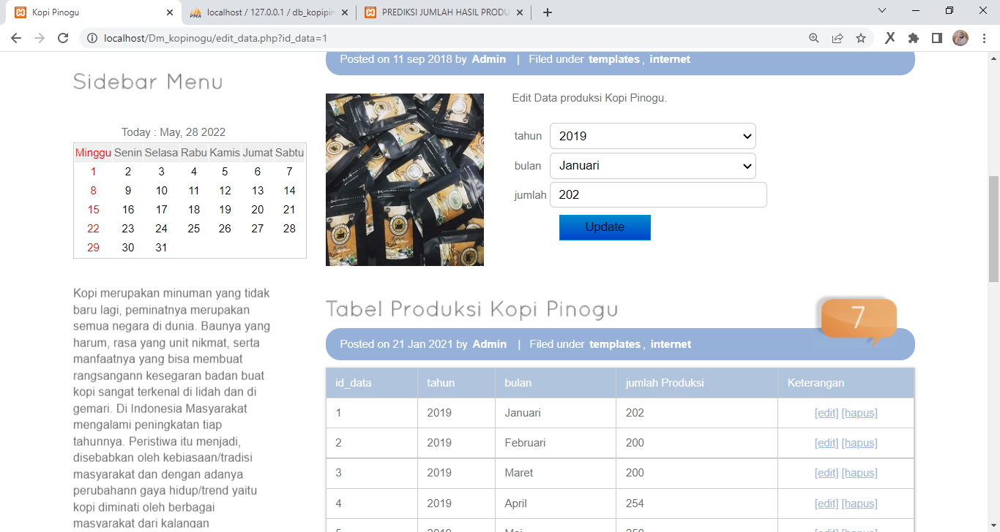 Kopi Pinogu
localhost / 127.0.0.1 / db_kopipin
PREDIKSI JUMLAH HASIL PRODU
localhost/Dm_kopinogu/edit_data.php?id_data=1
Sidebar Menu
Today : May, 28 2022
Minggu Senin Selasa Rabu Kamis Jumat Sabtu
1 2 3 4 5 6 7
8 9 10 11 12 13 14
15 16 17 18 19 20 21
22 23 24 25 26 27 28
29 30 31
Kopi merupakan minuman yang tidak
baru lagi, peminatnya merupakan
semua negara di dunia. Baunya yang
harum, rasa yang unit nikmat, serta
manfaatnya yang bisa membuat
rangsangann kesegaran badan buat
kopi sangat terkenal di lidah dan di
gemari. Di Indonesia Masyarakat
mengalami peningkatan tiap
tahunnya. Peristiwa itu menjadi,
disebabkan oleh kebiasaan/tradisi
masyarakat dan dengan adanya
perubahann gaya hidup/trend yaitu
kopi diminati oleh berbagai
masyarakat dari kalangan
Posted on 11 sep 2018 by Admin | Filed under templates , internet
Edit Data produksi Kopi Pinogu.
tahun 2019
bulan Januari
jumlah 202
Update
Tabel Produksi Kopi Pinogu
7
Posted on 21 Jan 2021 by Admin | Filed under templates , internet
id_data tahun bulan jumlah Produksi Keterangan
1 2019 Januari 202 [edit] [hapus]
2 2019 Februari 200 [edit] [hapus]
3 2019 Maret 200 [edit] [hapus]
4 2019 April 254 [edit] [hapus]